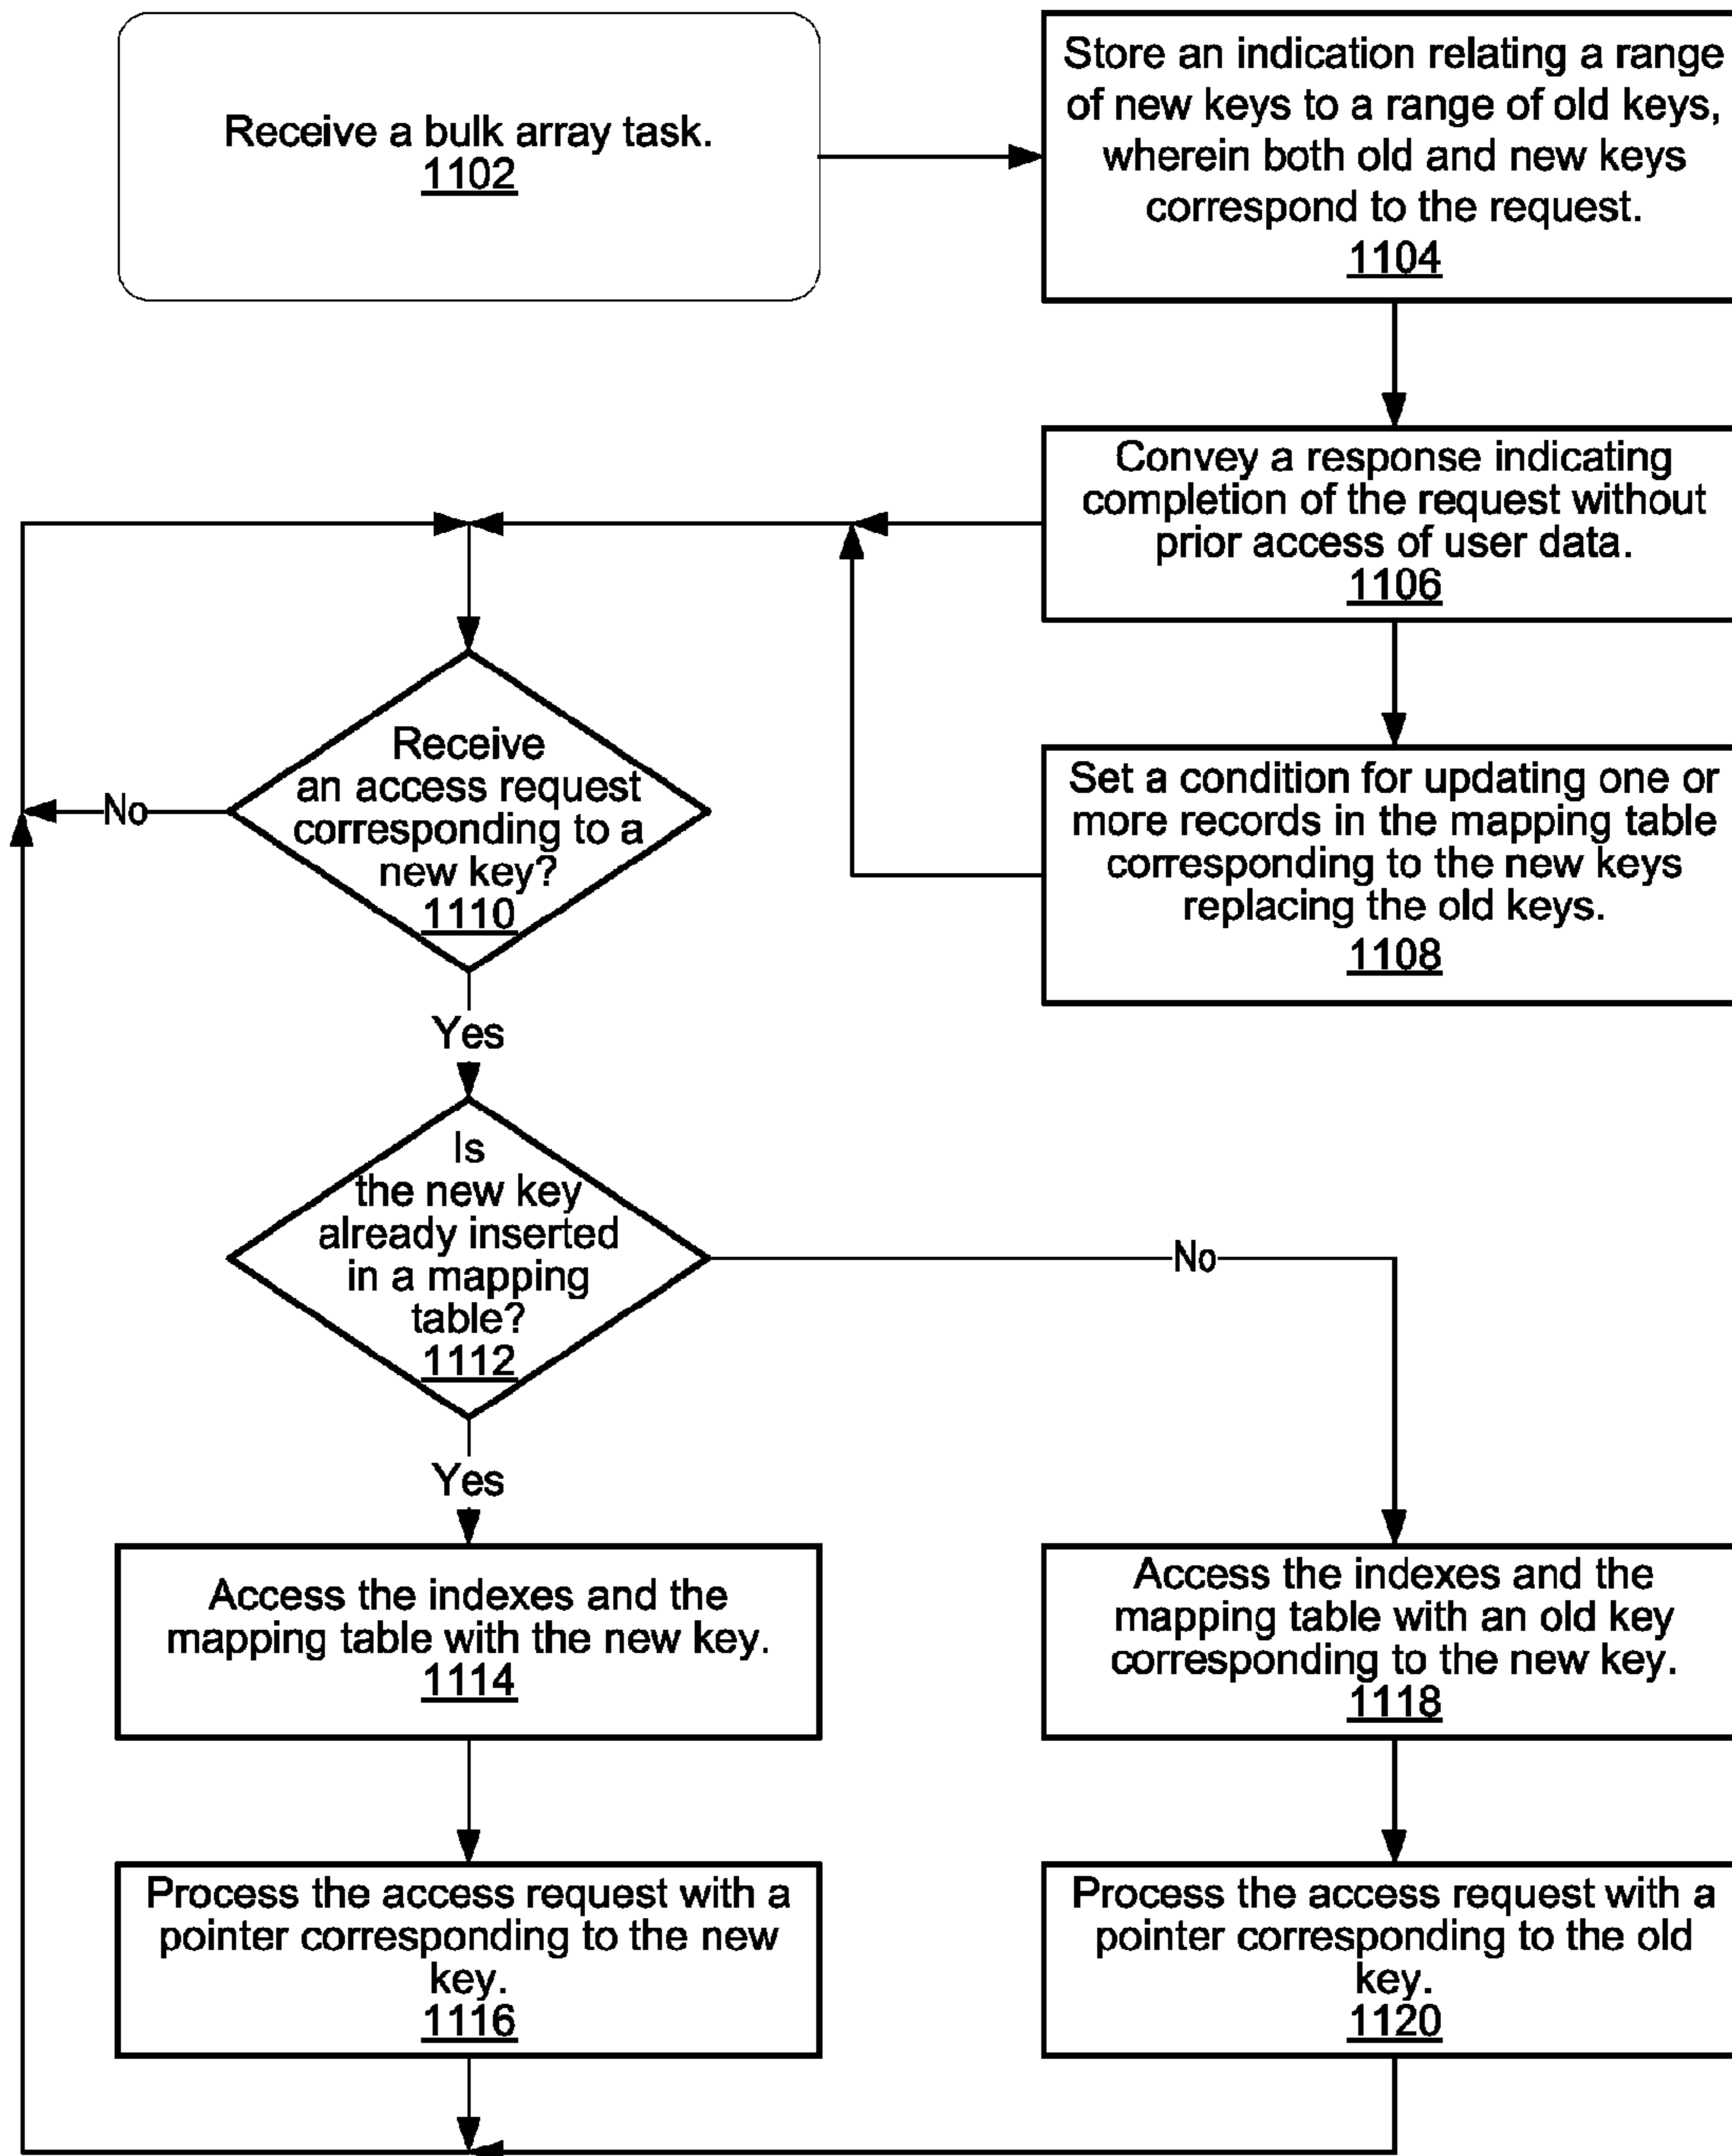 Receive a bulk array task.
1102
Store an indication relating a range
of new keys to a range of old keys,
wherein both old and new keys
correspond to the request.
1104
Convey a response indicating
completion of the request without
prior access of user data.
1106
Set a condition for updating one or
more records in the mapping table
corresponding to the new keys
replacing the old keys.
1108
Receive
an access request
corresponding to a
new key?
1110
No
Yes
Is
the new key
already inserted
in a mapping
table?
1112
No
Yes
Access the indexes and the
mapping table with the new key.
1114
Access the indexes and the
mapping table with an old key
corresponding to the new key.
1118
Process the access request with a
pointer corresponding to the new
key.
1116
Process the access request with a
pointer corresponding to the old
key.
1120